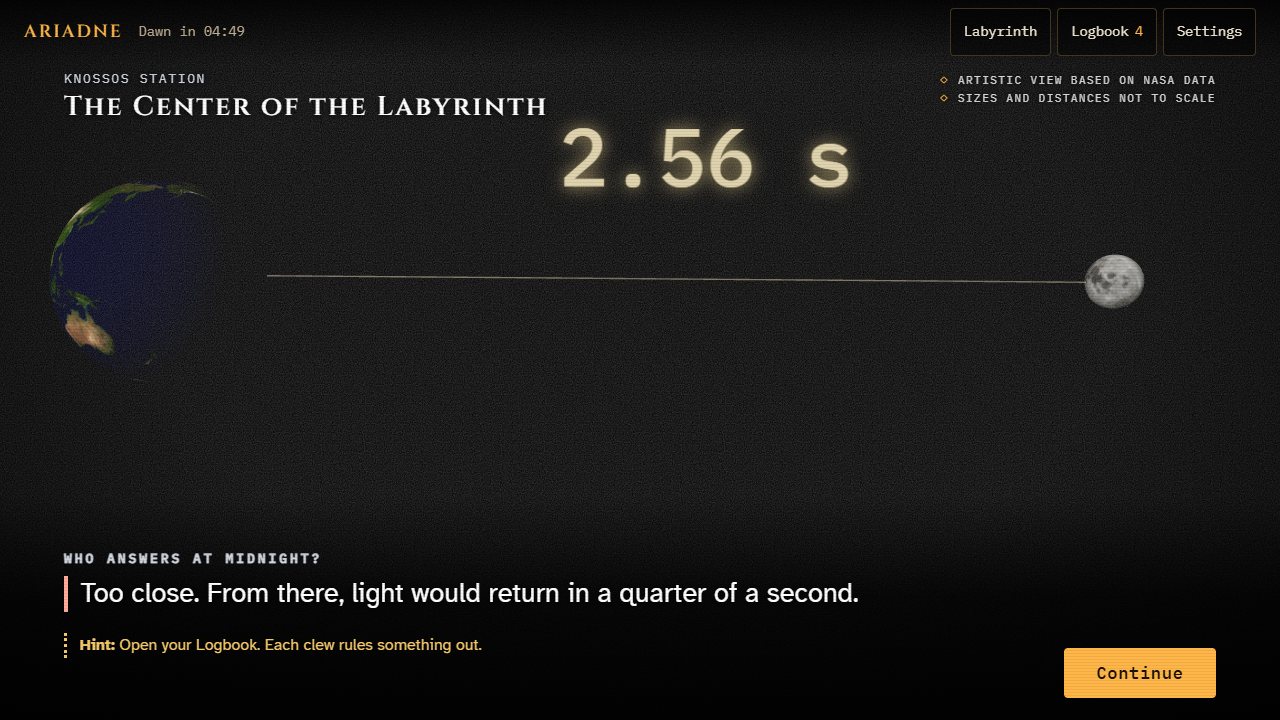 ARIADNE Dawn in 04:49
Labyrinth Logbook 4 Settings
KNOSSOS STATION
The Center of the Labyrinth
◇ ARTISTIC VIEW BASED ON NASA DATA
◇ SIZES AND DISTANCES NOT TO SCALE
2.56 s
WHO ANSWERS AT MIDNIGHT?
Too close. From there, light would return in a quarter of a second.
Hint: Open your Logbook. Each clew rules something out.
Continue